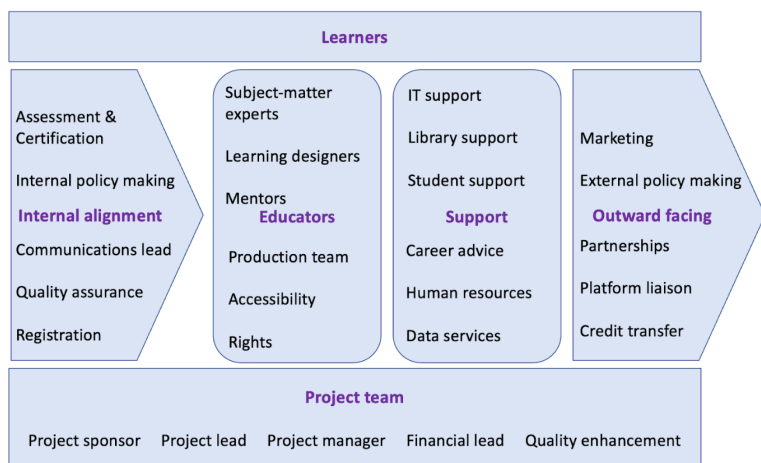 Learners
Assessment &
Certification
Internal policy making
Internal alignment
Communications lead
Quality assurance
Registration
Subject-matter
experts
Learning designers
Mentors
Educators
Production team
Accessibility
Rights
IT support
Library support
Student support
Support
Career advice
Human resources
Data services
Marketing
External policy making
Outward facing
Partnerships
Platform liaison
Credit transfer
Project team
Project sponsor Project lead Project manager Financial lead Quality enhancement